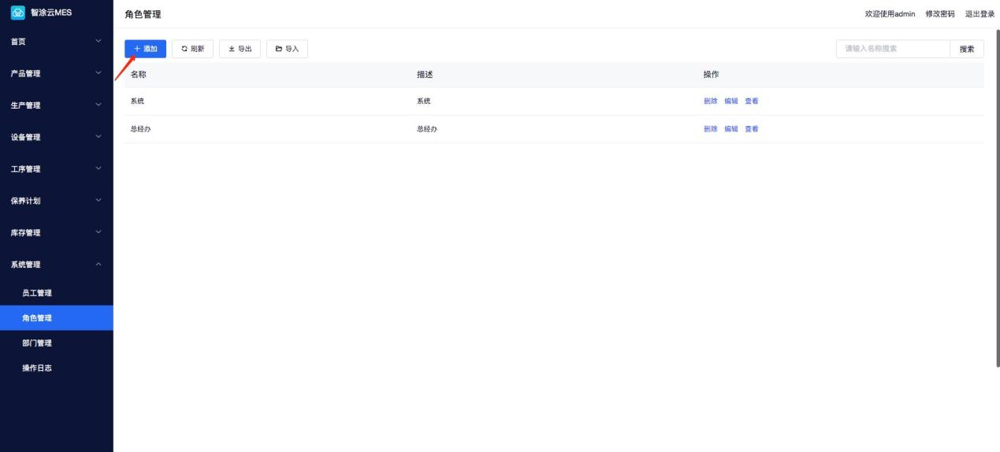 智涂云MES
角色管理
欢迎使用admin 修改密码 退出登录
首页
产品管理
生产管理
设备管理
工序管理
保养计划
库存管理
系统管理
员工管理
角色管理
部门管理
操作日志
添加 刷新 导出 导入
请输入名称搜索 搜索
名称 描述 操作
系统 系统 删除 编辑 查看
总经办 总经办 删除 编辑 查看